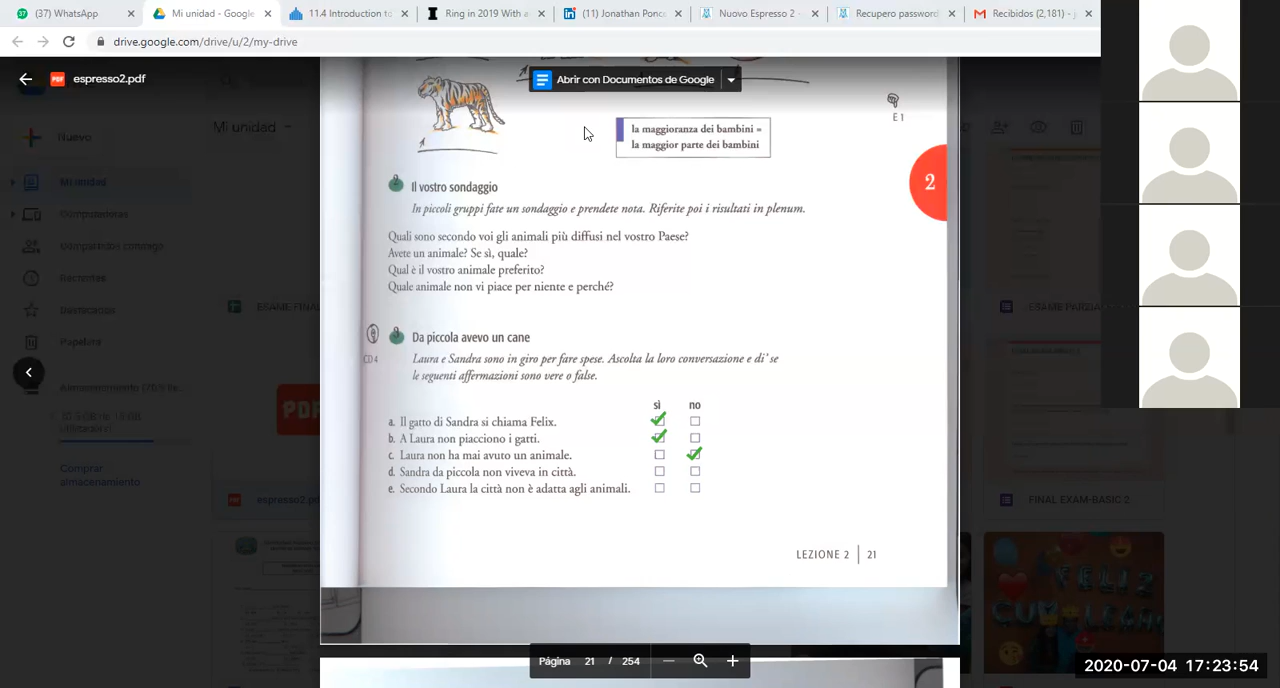 (37) WhatsApp
Mi unidad - Google
11.4 Introduction to
Ring in 2019 With a
(11) Jonathan Ponc
Nuevo Espresso 2 -
Recupero password
Recibidos (2,181) -
drive.google.com/drive/u/2/my-drive
espresso2.pdf
Abrir con Documentos de Google
Nuevo
Mi unidad
Mi unidad
Computadoras
Compartido conmigo
Recientes
Destacados
Papelera
Almacenamiento
Comprar
almacenamiento
ESAME FINAL
PDF
espresso2.pd
ESAME PARZIAL
FINAL EXAM-BASIC 2.
E 1
la maggioranza dei bambini =
la maggior parte dei bambini
2
2 Il vostro sondaggio
In piccoli gruppi fate un sondaggio e prendete nota. Riferite poi i risultati in plenum.
Quali sono secondo voi gli animali più diffusi nel vostro Paese?
Avete un animale? Se sì, quale?
Qual è il vostro animale preferito?
Quale animale non vi piace per niente e perché?
CD 4
3 Da piccola avevo un cane
Laura e Sandra sono in giro per fare spese. Ascolta la loro conversazione e di' se
le seguenti affermazioni sono vere o false.
sì no
a. Il gatto di Sandra si chiama Felix.
b. A Laura non piacciono i gatti.
c. Laura non ha mai avuto un animale.
d. Sandra da piccola non viveva in città.
e. Secondo Laura la città non è adatta agli animali.
LEZIONE 2 | 21
Página 21 / 254
2020-07-04 17:23:54